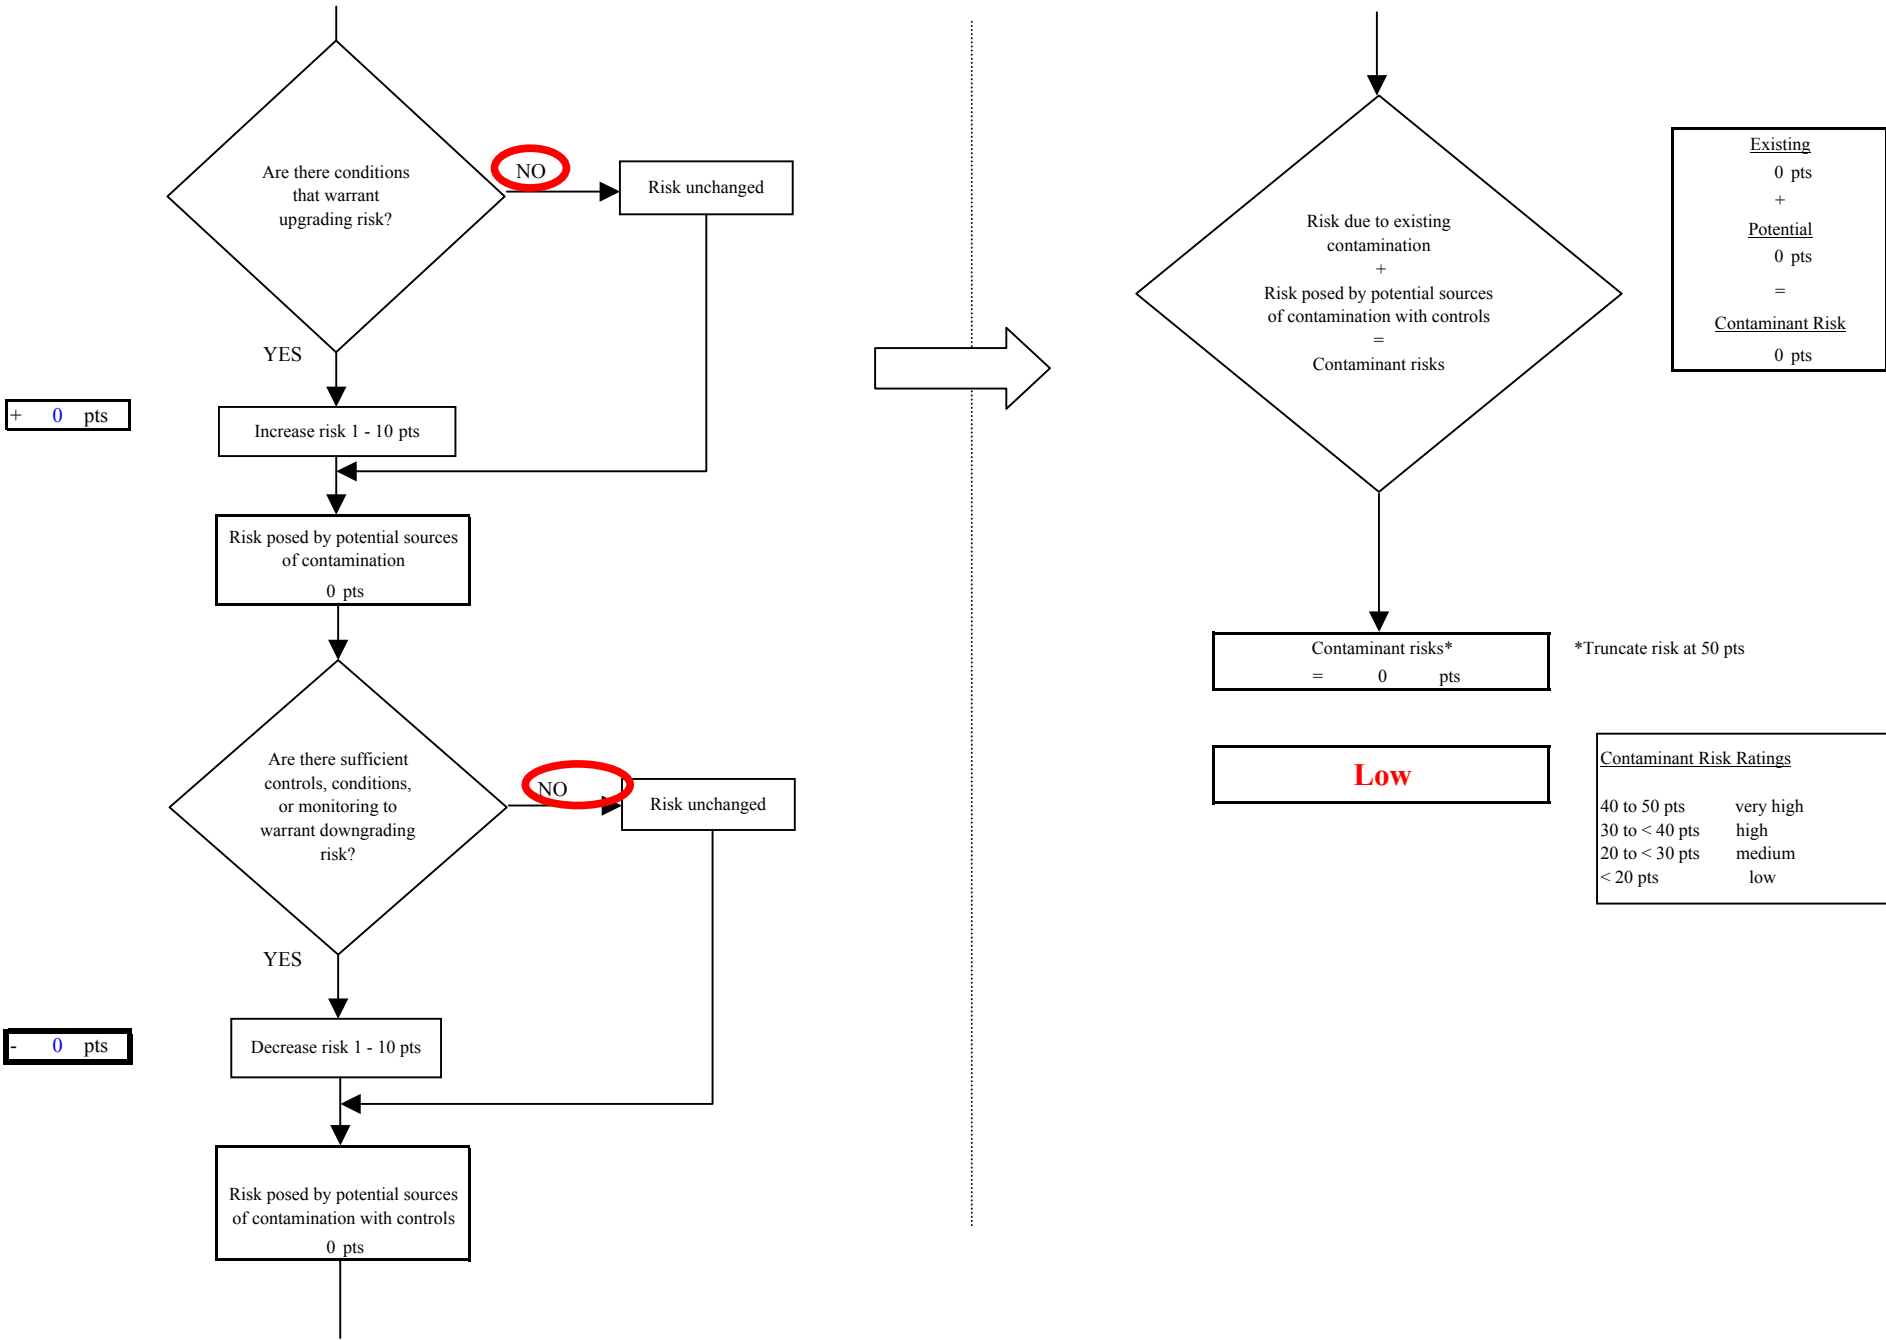 Are there conditions
that warrant
upgrading risk?
NO
Risk unchanged
YES
+ 0 pts
Increase risk 1 - 10 pts
Risk posed by potential sources
of contamination
0 pts
Are there sufficient
controls, conditions,
or monitoring to
warrant downgrading
risk?
NO
Risk unchanged
YES
- 0 pts
Decrease risk 1 - 10 pts
Risk posed by potential sources
of contamination with controls
0 pts
Risk due to existing
contamination
+
Risk posed by potential sources
of contamination with controls
=
Contaminant risks
Existing
0 pts
+
Potential
0 pts
=
Contaminant Risk
0 pts
Contaminant risks*
= 0 pts
*Truncate risk at 50 pts
Low
Contaminant Risk Ratings
40 to 50 pts very high
30 to < 40 pts high
20 to < 30 pts medium
< 20 pts low